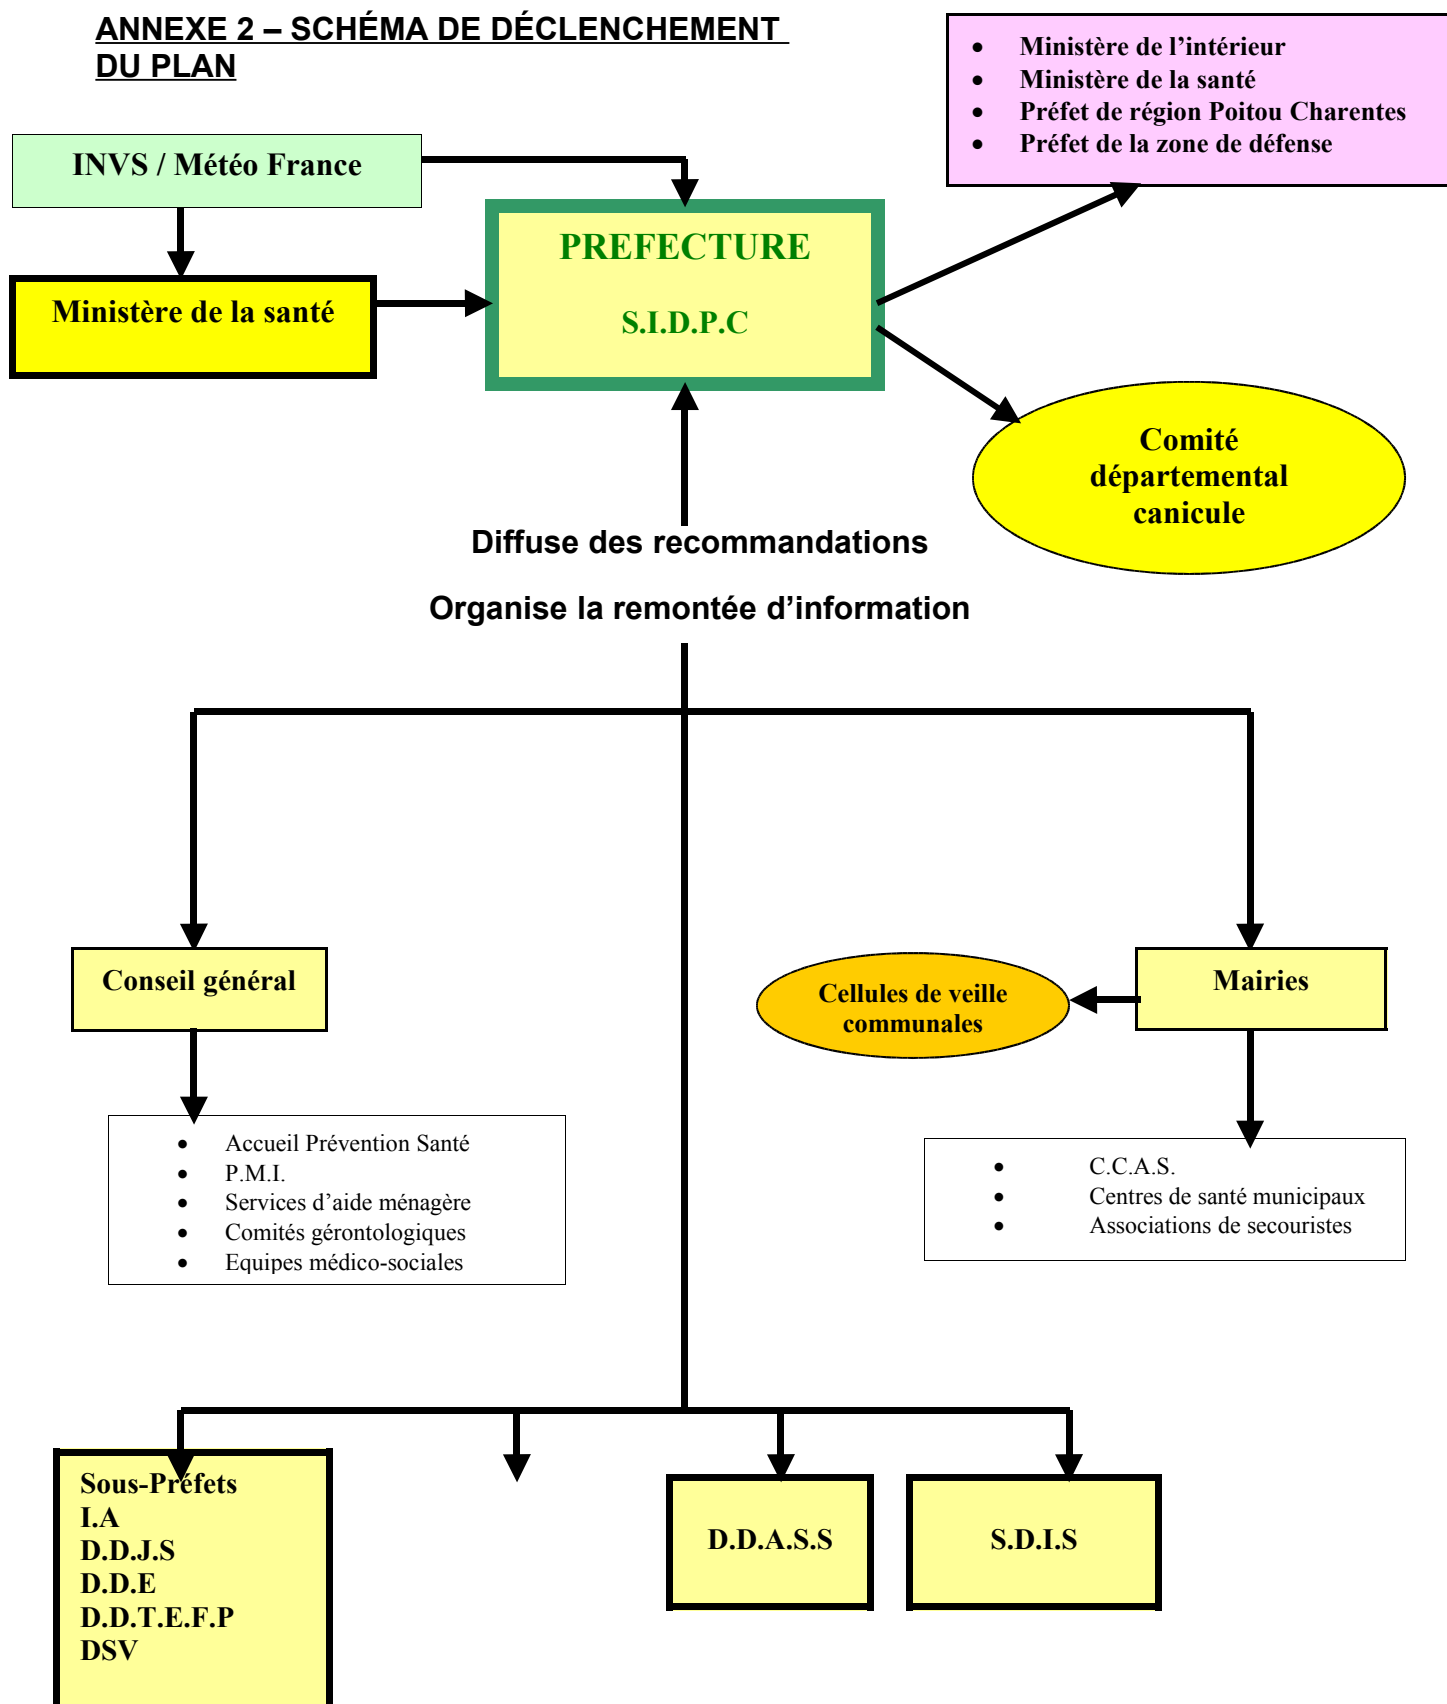 ANNEXE 2 – SCHÉMA DE DÉCLENCHEMENT
DU PLAN
• Ministère de l’intérieur
• Ministère de la santé
• Préfet de région Poitou Charentes
• Préfet de la zone de défense
INVS / Météo France
PREFECTURE
S.I.D.P.C
Ministère de la santé
Comité
départemental
canicule
Diffuse des recommandations
Organise la remontée d’information
Conseil général
Cellules de veille
communales
Mairies
• Accueil Prévention Santé
• P.M.I.
• Services d’aide ménagère
• Comités gérontologiques
• Equipes médico-sociales
• C.C.A.S.
• Centres de santé municipaux
• Associations de secouristes
Sous-Préfets
I.A
D.D.J.S
D.D.E
D.D.T.E.F.P
DSV
D.D.A.S.S
S.D.I.S